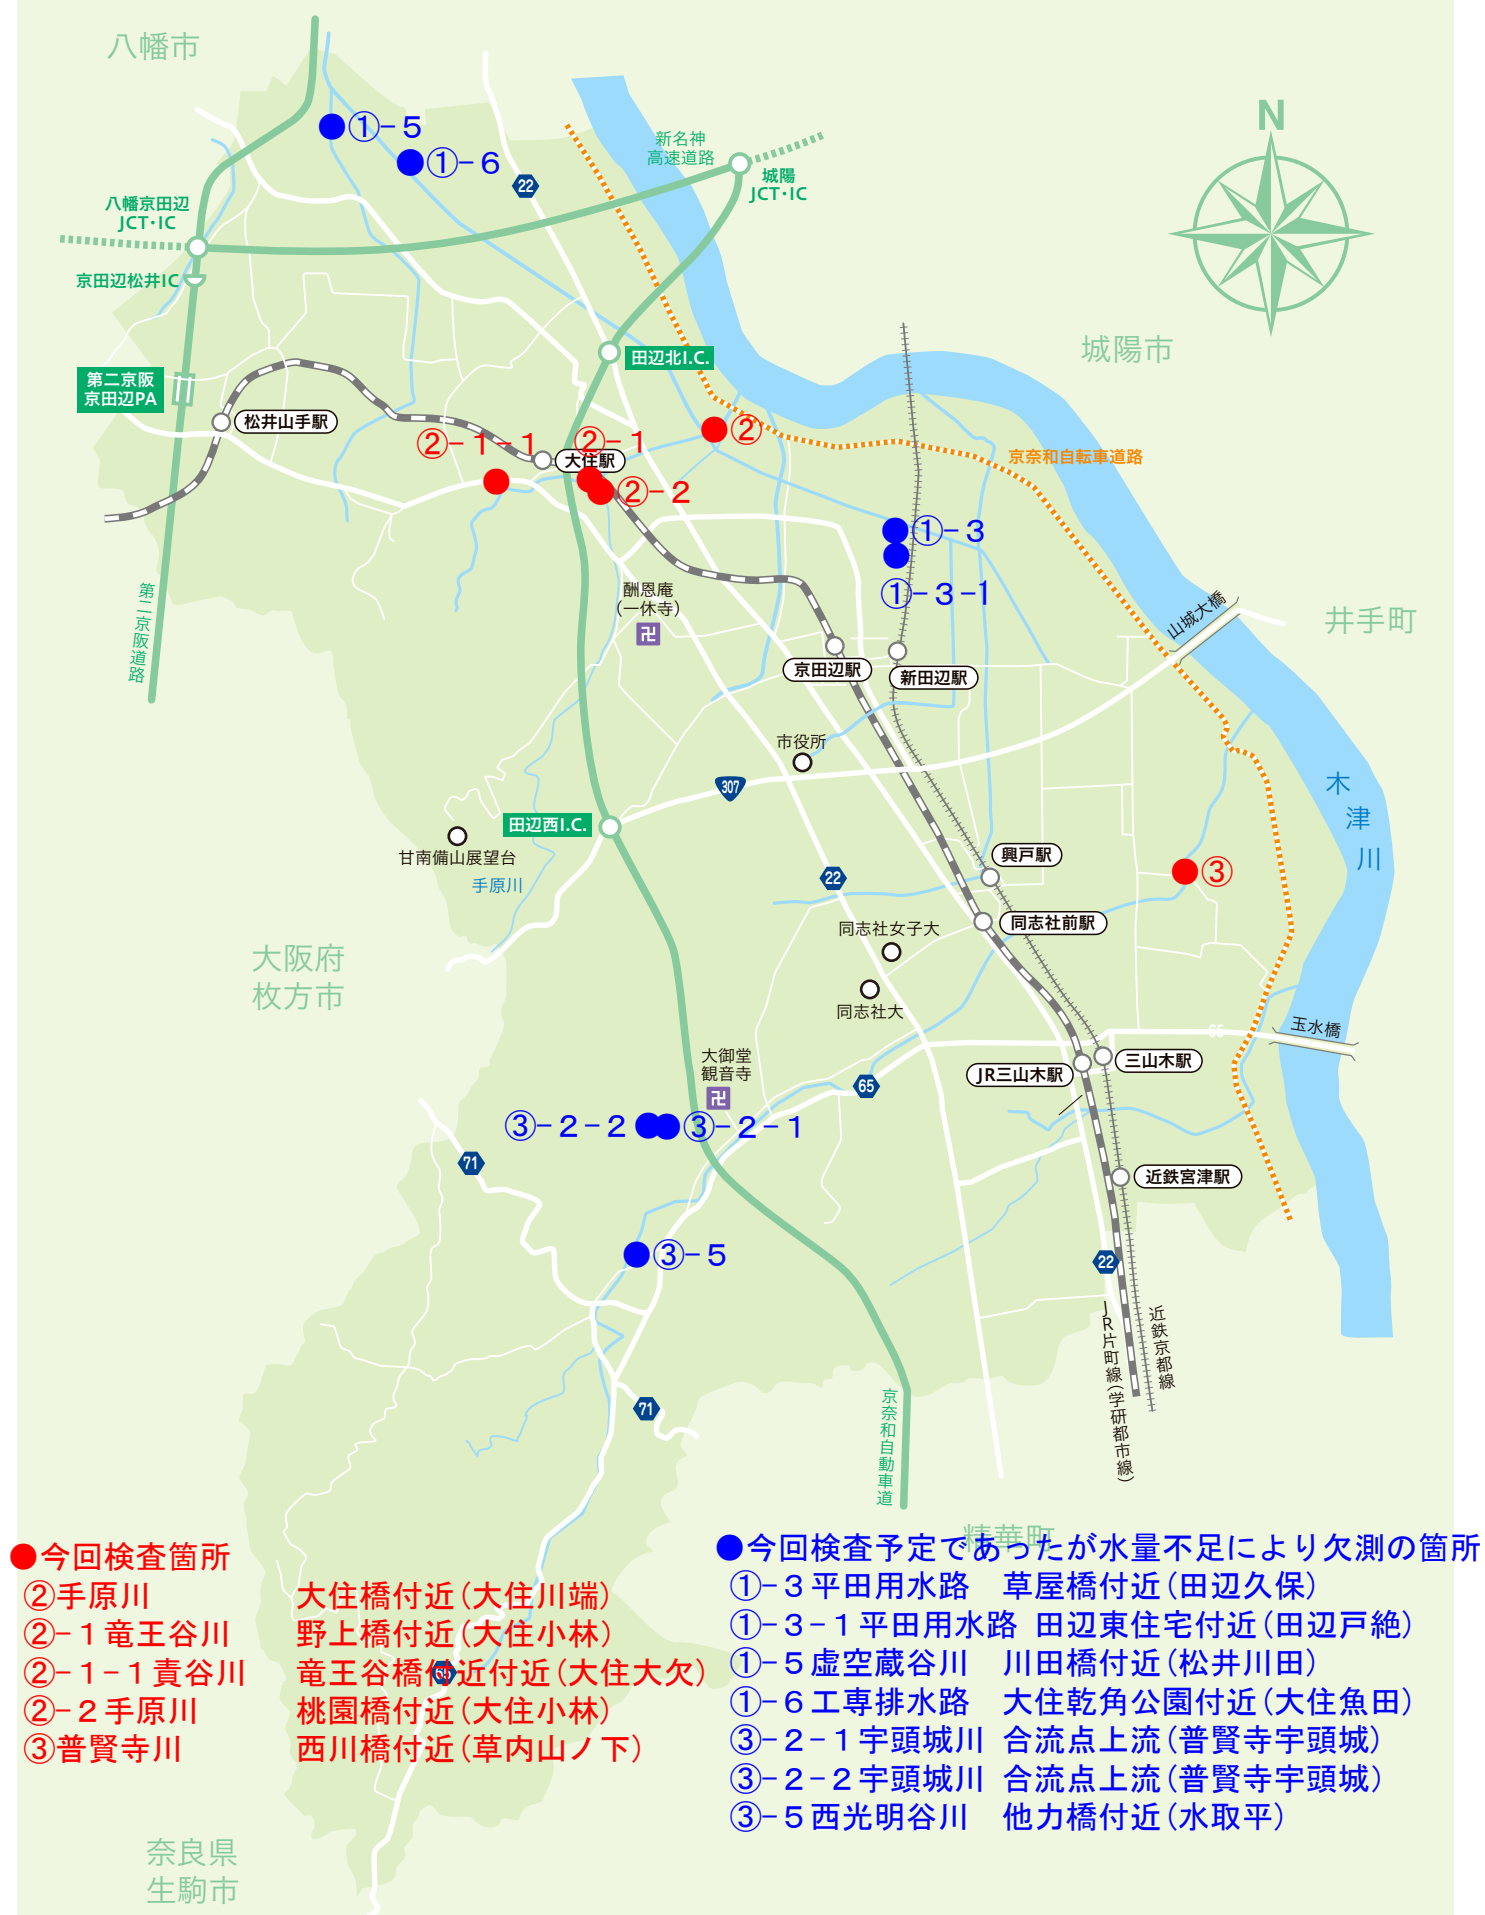 八幡市
N
①-5
①-6
新名神
高速道路
城陽
JCT・IC
22
八幡京田辺
JCT・IC
京田辺松井IC
城陽市
田辺北I.C.
第二京阪
京田辺PA
松井山手駅
②-1-1
②-1
②
大住駅
京奈和自転車道路
②-2
①-3
①-3-1
第二京阪道路
酬恩庵
(一休寺)
卍
山城大橋
井手町
京田辺駅
新田辺駅
市役所
307
木津川
田辺西I.C.
甘南備山展望台
手原川
興戸駅
③
22
同志社前駅
同志社女子大
同志社大
大阪府
枚方市
65
玉水橋
大御堂
観音寺
卍
三山木駅
JR三山木駅
65
③-2-2
③-2-1
71
近鉄宮津駅
③-5
22
JR片町線(学研都市線)
近鉄京都線
71
京奈和自動車道
精華町
●今回検査箇所
②手原川 大住橋付近(大住川端)
②-1竜王谷川 野上橋付近(大住小林)
②-1-1責谷川 竜王谷橋付近付近(大住大欠)
65
②-2手原川 桃園橋付近(大住小林)
③普賢寺川 西川橋付近(草内山ノ下)
●今回検査予定であったが水量不足により欠測の箇所
①-3平田用水路 草屋橋付近(田辺久保)
①-3-1平田用水路 田辺東住宅付近(田辺戸絶)
①-5虚空蔵谷川 川田橋付近(松井川田)
①-6工専排水路 大住乾角公園付近(大住魚田)
③-2-1宇頭城川 合流点上流(普賢寺宇頭城)
③-2-2宇頭城川 合流点上流(普賢寺宇頭城)
③-5西光明谷川 他力橋付近(水取平)
奈良県
生駒市